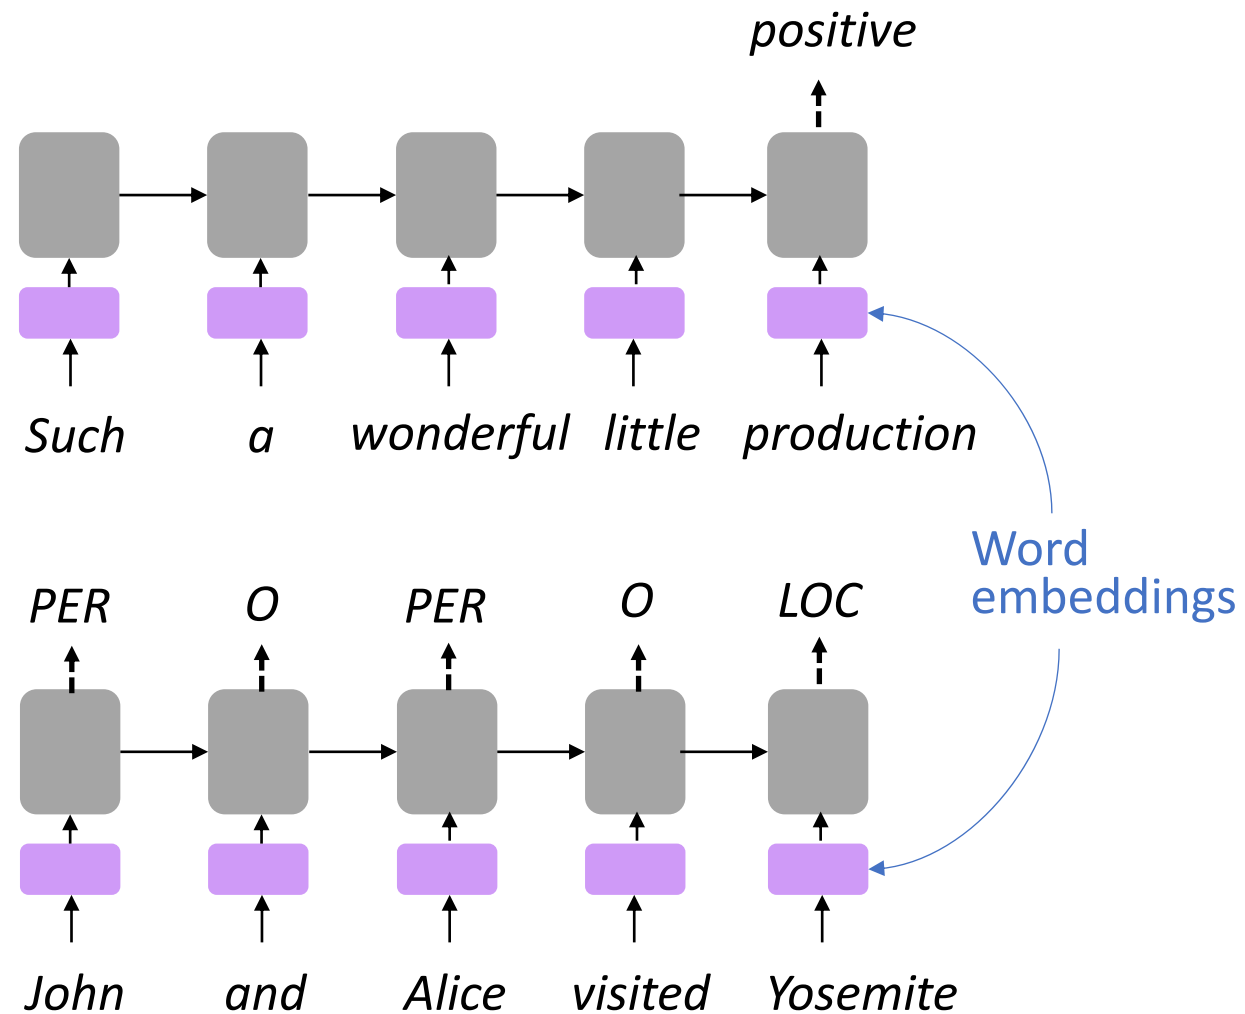 positive
Such a wonderful little production
Word
embeddings
PER O PER O LOC
John and Alice visited Yosemite